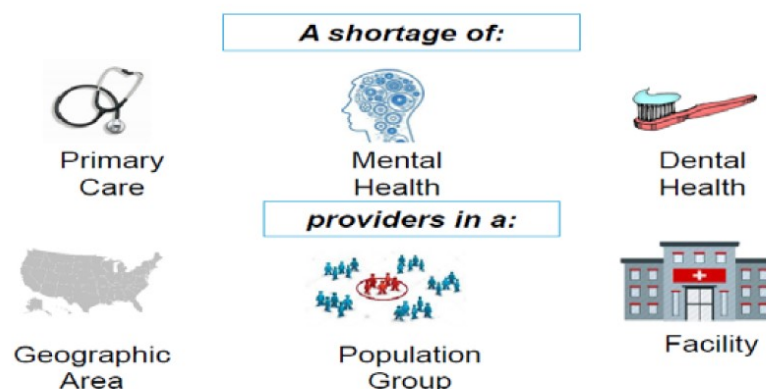 A shortage of:
Primary
Care
Mental
Health
Dental
Health
providers in a:
Geographic
Area
Population
Group
Facility